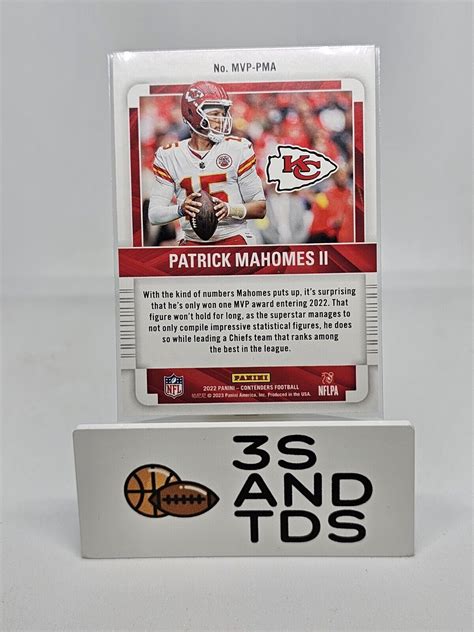 No. MVP-PMA
15
KC
PATRICK MAHOMES II
With the kind of numbers Mahomes puts up, it's surprising
that he's only won one MVP award entering 2022. That
figure won't hold for long, as the superstar manages to
not only compile impressive statistical figures, he does
so while leading a Chiefs team that ranks among
the best in the league.
NFL
PANINI
NFLPA
2022 PANINI - CONTENDERS FOOTBALL
© 2023 Panini America, Inc. Produced in the USA.
3S
AND
TDS